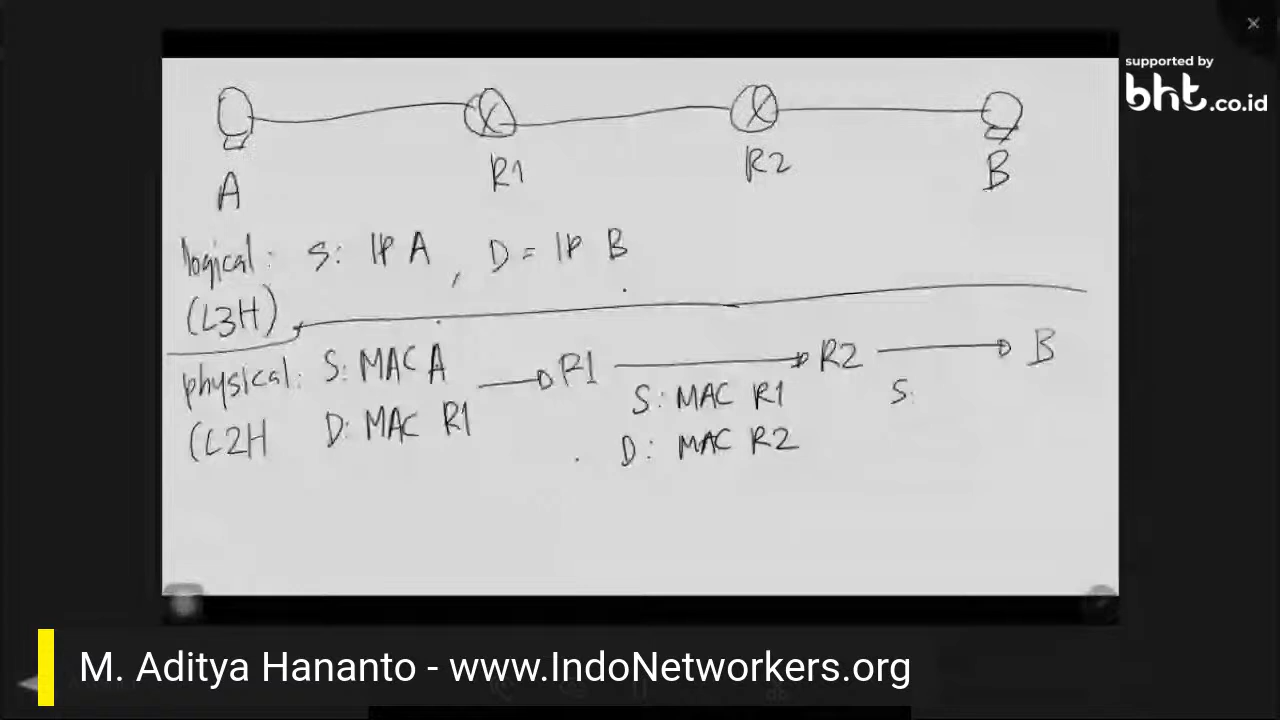 supported by
bht.co.id
A
R1
R2
B
logical: S: IP A, D = IP B
(L3H)
physical: S: MAC A → R1 → R2 → B
(L2H D: MAC R1
S: MAC R1
D: MAC R2
S:
M. Aditya Hananto - www.IndoNetworkers.org